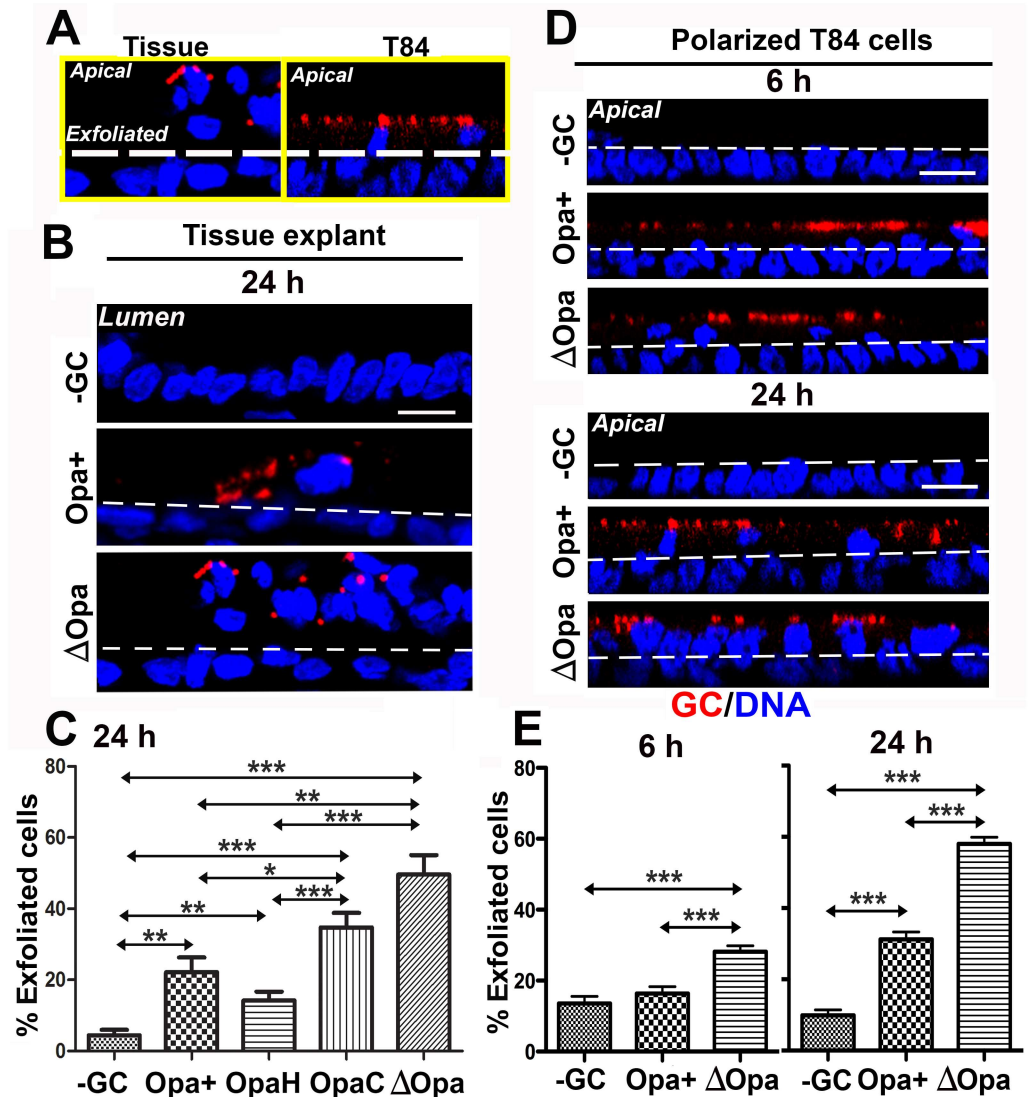 A
Tissue
T84
Apical
Apical
Exfoliated
B
Tissue explant
24 h
Lumen
-GC
Opa+
ΔOpa
C
24 h
80
60
40
20
0
% Exfoliated cells
***
**
***
***
*
***
**
**
-GC Opa+ OpaH OpaC ΔOpa
D
Polarized T84 cells
6 h
Apical
-GC
Opa+
ΔOpa
24 h
Apical
-GC
Opa+
ΔOpa
GC/DNA
E
6 h
24 h
80
60
40
20
0
% Exfoliated cells
***
***
***
***
***
-GC Opa+ ΔOpa
-GC Opa+ ΔOpa